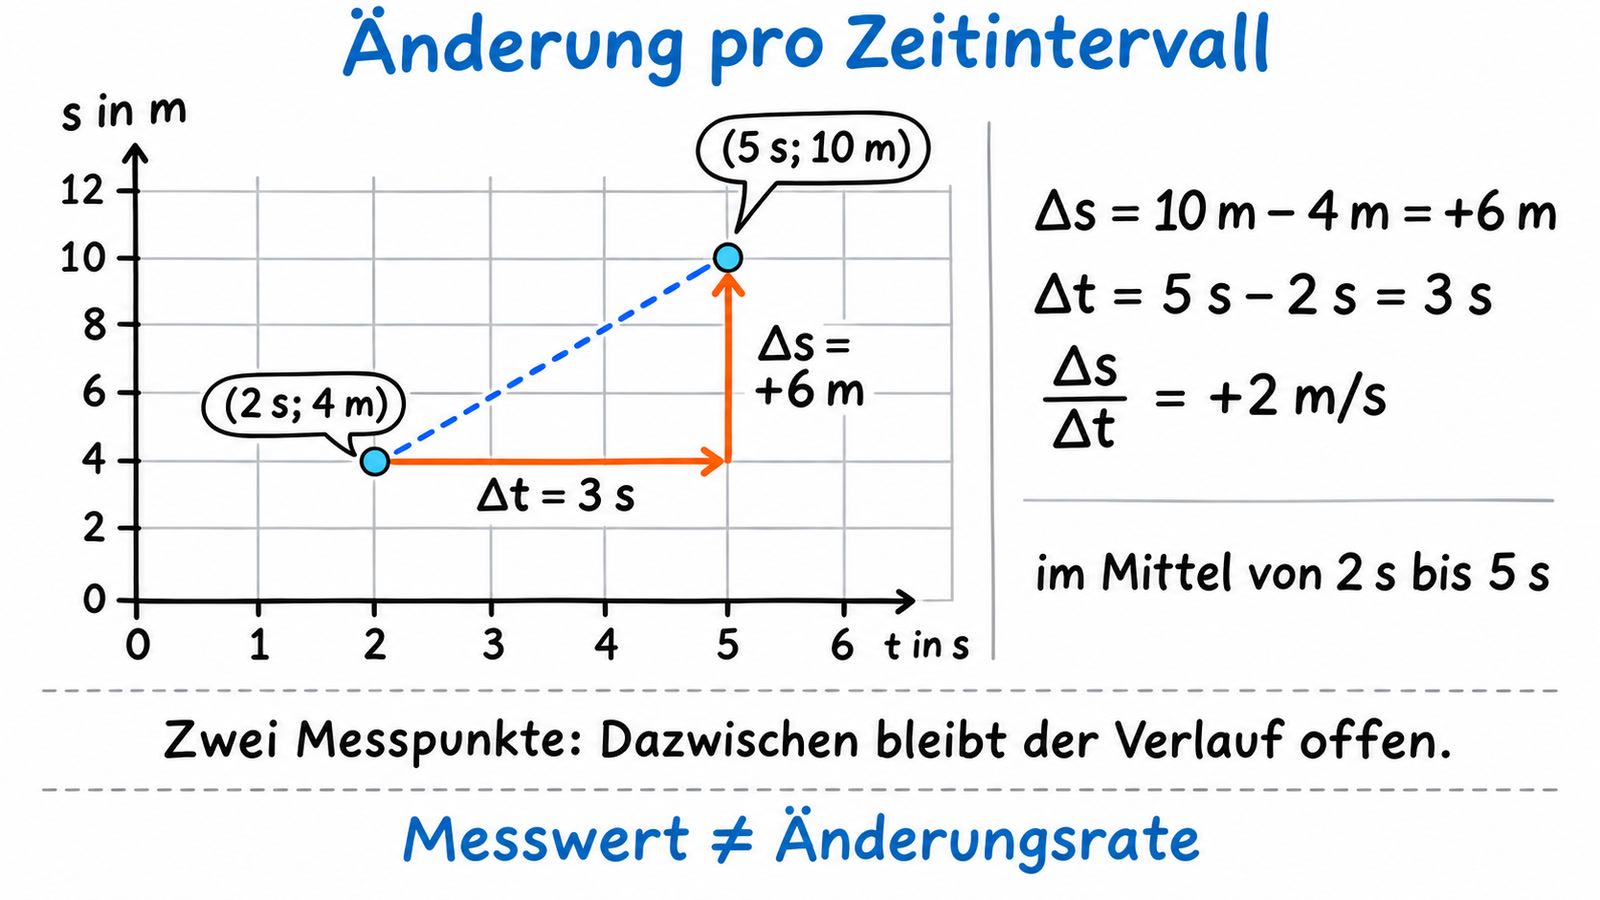 Änderung pro Zeitintervall
s in m
(5 s; 10 m)
12
10
8
6
4
2
0
(2 s; 4 m)
Δs =
+6 m
Δt = 3 s
0 1 2 3 4 5 6 t in s
Δs = 10 m – 4 m = +6 m
Δt = 5 s – 2 s = 3 s
Δs
Δt
= +2 m/s
im Mittel von 2 s bis 5 s
Zwei Messpunkte: Dazwischen bleibt der Verlauf offen.
Messwert ≠ Änderungsrate